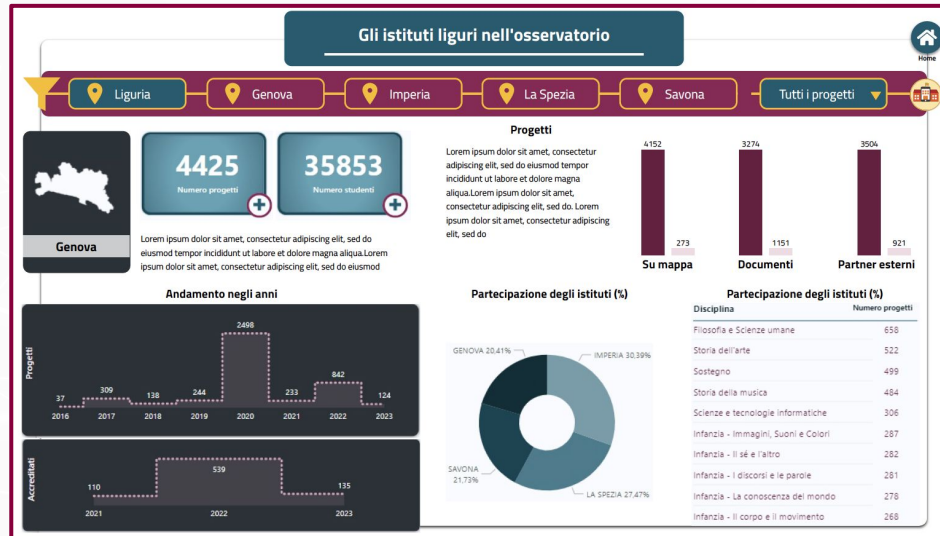 Gli istituti liguri nell'osservatorio
Home
Liguria
Genova
Imperia
La Spezia
Savona
Tutti i progetti
Genova
4425
Numero progetti
35853
Numero studenti
Lorem ipsum dolor sit amet, consectetur adipiscing elit, sed do
eiusmod tempor incididunt ut labore et dolore magna aliqua.Lorem
ipsum dolor sit amet, consectetur adipiscing elit, sed do eiusmod
Progetti
Lorem ipsum dolor sit amet, consectetur
adipiscing elit, sed do eiusmod tempor
incididunt ut labore et dolore magna
aliqua.Lorem ipsum dolor sit amet,
consectetur adipiscing elit, sed do. Lorem
ipsum dolor sit amet, consectetur adipiscing
elit, sed do
4152
273
Su mappa
3274
1151
Documenti
3504
921
Partner esterni
Andamento negli anni
Progetti
37
309
138
244
2498
233
842
124
2016
2017
2018
2019
2020
2021
2022
2023
Accreditati
110
539
135
2021
2022
2023
Partecipazione degli istituti (%)
GENOVA 20,41%
IMPERIA 30,39%
SAVONA
21,73%
LA SPEZIA 27,47%
Partecipazione degli istituti (%)
Disciplina Numero progetti
Filosofia e Scienze umane 658
Storia dell'arte 522
Sostegno 499
Storia della musica 484
Scienze e tecnologie informatiche 306
Infanzia - Immagini, Suoni e Colori 287
Infanzia - Il sé e l'altro 282
Infanzia - I discorsi e le parole 281
Infanzia - La conoscenza del mondo 278
Infanzia - Il corpo e il movimento 268